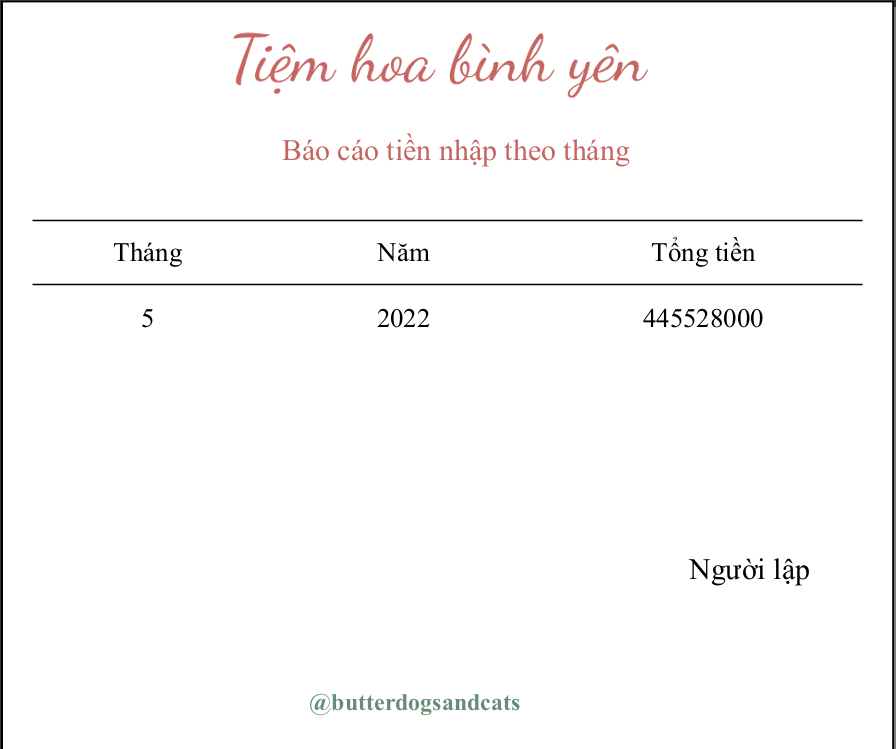 Tiệm hoa bình yên
Báo cáo tiền nhập theo tháng
Tháng Năm Tổng tiền
5 2022 445528000
Người lập
@butterdogsandcats